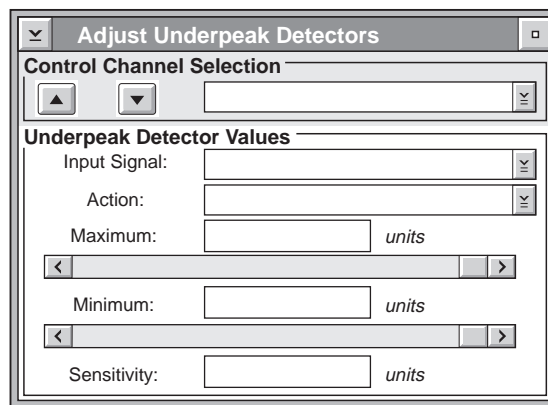 Adjust Underpeak Detectors
Control Channel Selection
Underpeak Detector Values
Input Signal:
Action:
Maximum: units
Minimum: units
Sensitivity: units